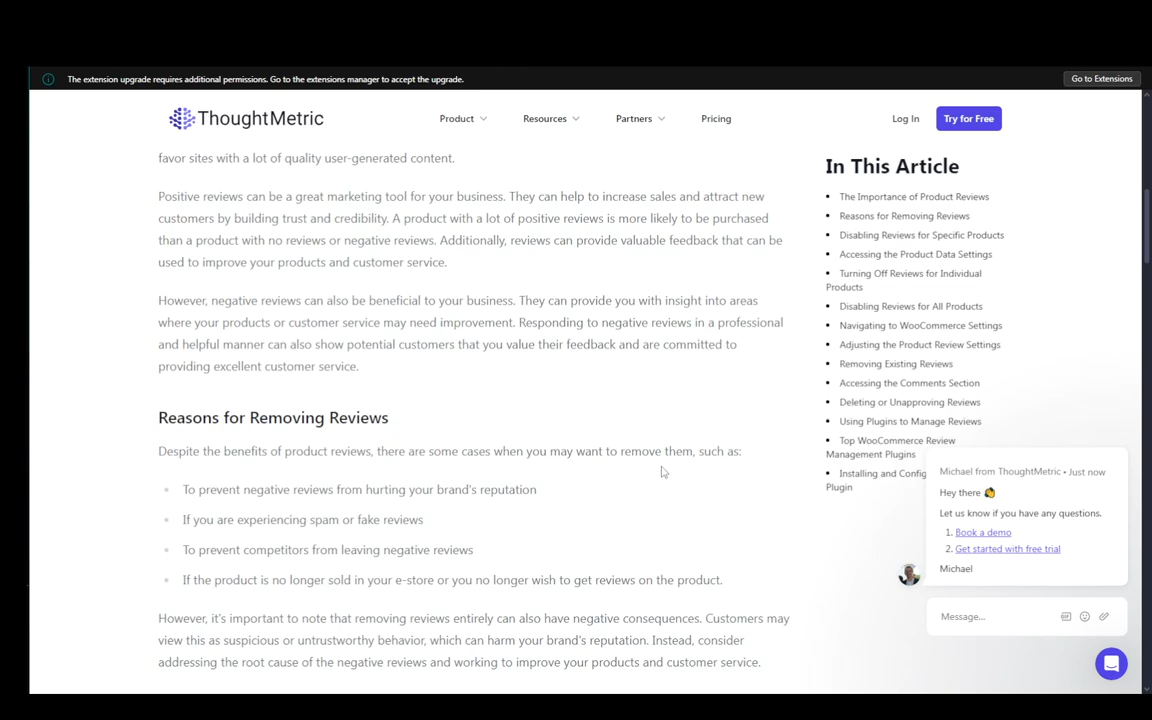 The extension upgrade requires additional permissions. Go to the extensions manager to accept the upgrade.
Go to Extensions
ThoughtMetric
Product
Resources
Partners
Pricing
Log In
Try for Free
favor sites with a lot of quality user-generated content.
Positive reviews can be a great marketing tool for your business. They can help to increase sales and attract new
customers by building trust and credibility. A product with a lot of positive reviews is more likely to be purchased
than a product with no reviews or negative reviews. Additionally, reviews can provide valuable feedback that can be
used to improve your products and customer service.
However, negative reviews can also be beneficial to your business. They can provide you with insight into areas
where your products or customer service may need improvement. Responding to negative reviews in a professional
and helpful manner can also show potential customers that you value their feedback and are committed to
providing excellent customer service.
Reasons for Removing Reviews
Despite the benefits of product reviews, there are some cases when you may want to remove them, such as:
To prevent negative reviews from hurting your brand's reputation
If you are experiencing spam or fake reviews
To prevent competitors from leaving negative reviews
If the product is no longer sold in your e-store or you no longer wish to get reviews on the product.
However, it's important to note that removing reviews entirely can also have negative consequences. Customers may
view this as suspicious or untrustworthy behavior, which can harm your brand's reputation. Instead, consider
addressing the root cause of the negative reviews and working to improve your products and customer service.
In This Article
The Importance of Product Reviews
Reasons for Removing Reviews
Disabling Reviews for Specific Products
Accessing the Product Data Settings
Turning Off Reviews for Individual
Products
Disabling Reviews for All Products
Navigating to WooCommerce Settings
Adjusting the Product Review Settings
Removing Existing Reviews
Accessing the Comments Section
Deleting or Unapproving Reviews
Using Plugins to Manage Reviews
Top WooCommerce Review
Management Plugins
Installing and Config
Plugin
Michael from ThoughtMetric • Just now
Hey there 👋
Let us know if you have any questions.
1. Book a demo
2. Get started with free trial
Michael
Message...